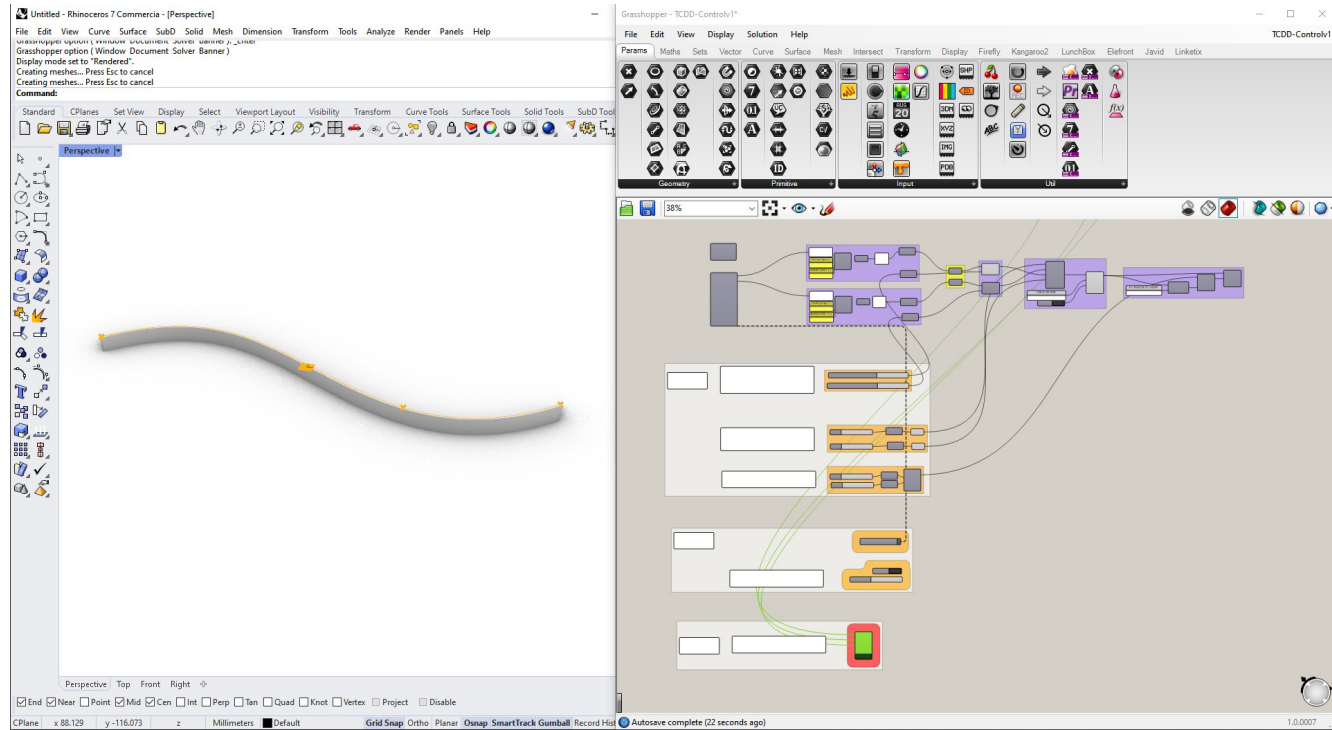 Untitled - Rhinoceros 7 Commercia - [Perspective]
File Edit View Curve Surface SubD Solid Mesh Dimension Transform Tools Analyze Render Panels Help
Grasshopper option ( Window Document Solver Banner ): _Enter
Grasshopper option ( Window Document Solver Banner )
Display mode set to "Rendered".
Creating meshes... Press Esc to cancel
Creating meshes... Press Esc to cancel
Command:
Standard CPlanes Set View Display Select Viewport Layout Visibility Transform Curve Tools Surface Tools Solid Tools SubD Tool
Perspective
Perspective Top Front Right
End Near Point Mid Cen Int Perp Tan Quad Knot Vertex Project Disable
CPlane x 88.129 y -116.073 z Millimeters Default Grid Snap Ortho Planar Osnap SmartTrack Gumball Record Hist
Grasshopper - TCDD-Controlv1*
File Edit View Display Solution Help TCDD-Controlv1
Params Maths Sets Vector Curve Surface Mesh Intersect Transform Display Firefly Kangaroo2 LunchBox Elefront Javid Linketix
Geometry Primitive Input Util
38%
Autosave complete (22 seconds ago) 1.0.0007